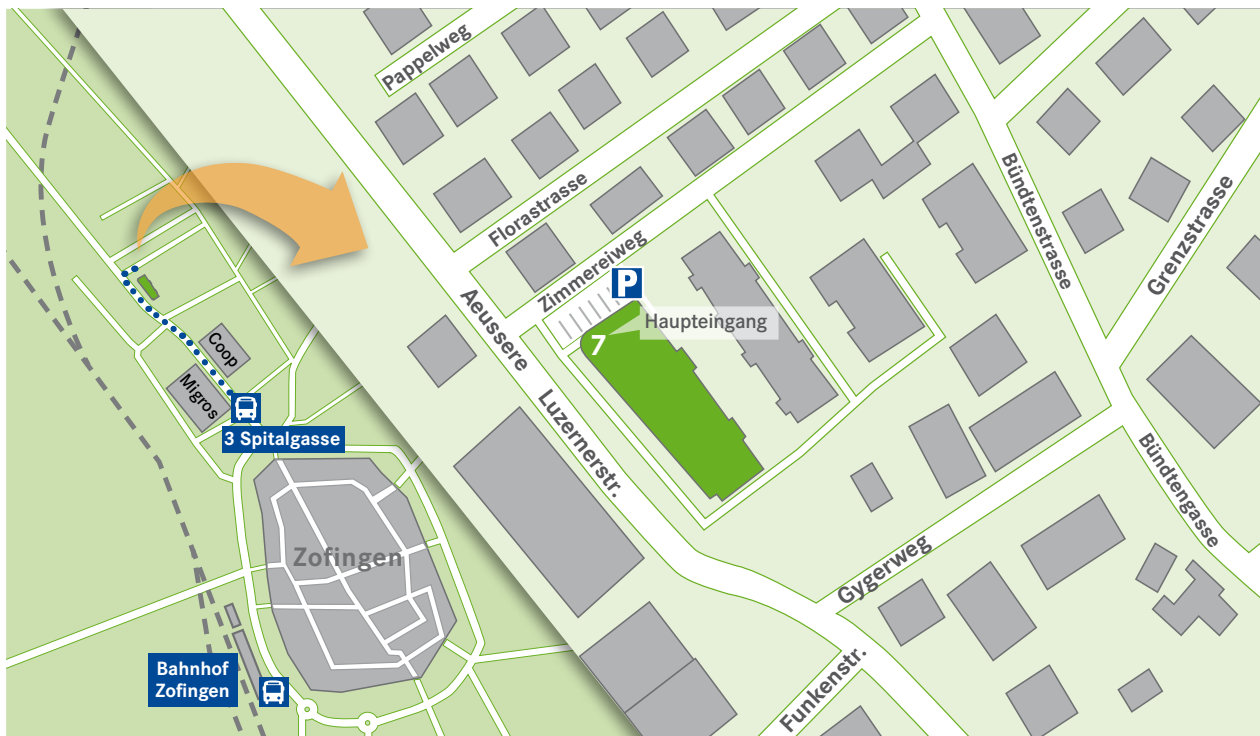 Pappelweg
Florastrasse
Zimmereiweg
P
Haupteingang
7
Aeussere Luzernerstr.
Bündtenstrasse
Grenzstrasse
Bündtengasse
Gygerweg
Funkenstr.
Coop
Migros
3 Spitalgasse
Zofingen
Bahnhof
Zofingen